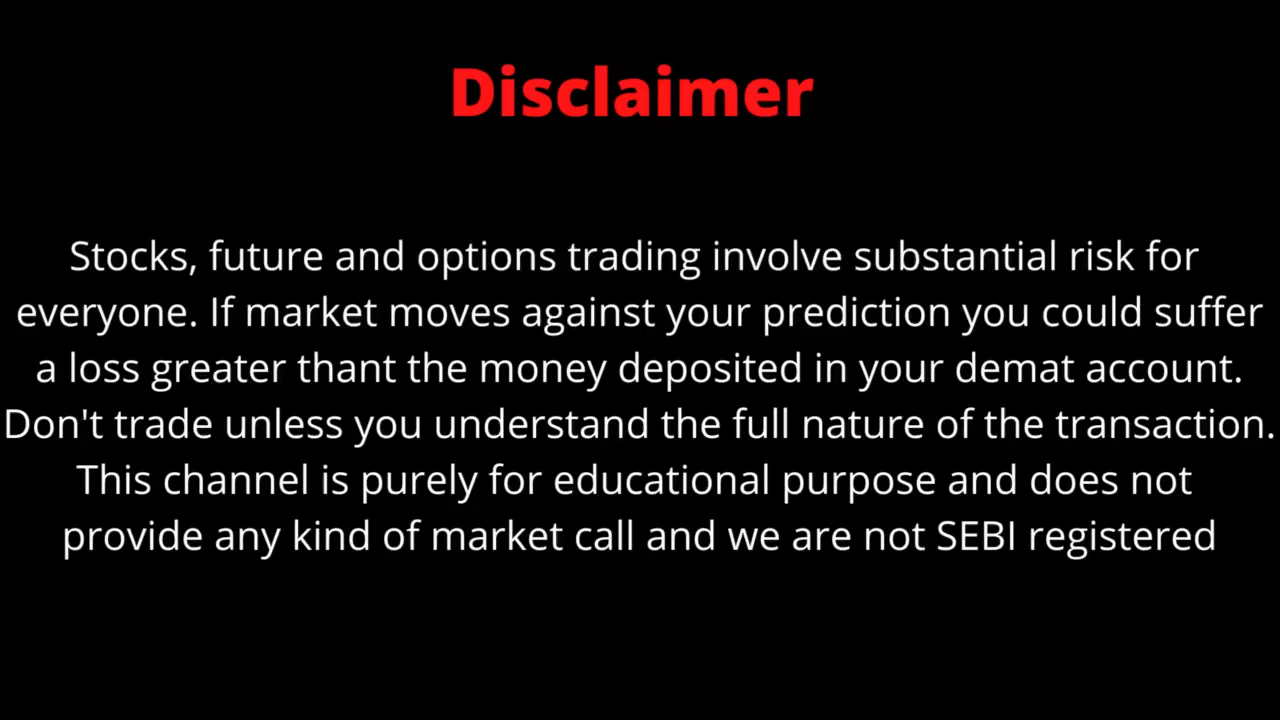 Disclaimer
Stocks, future and options trading involve substantial risk for
everyone. If market moves against your prediction you could suffer
a loss greater thant the money deposited in your demat account.
Don't trade unless you understand the full nature of the transaction.
This channel is purely for educational purpose and does not
provide any kind of market call and we are not SEBI registered